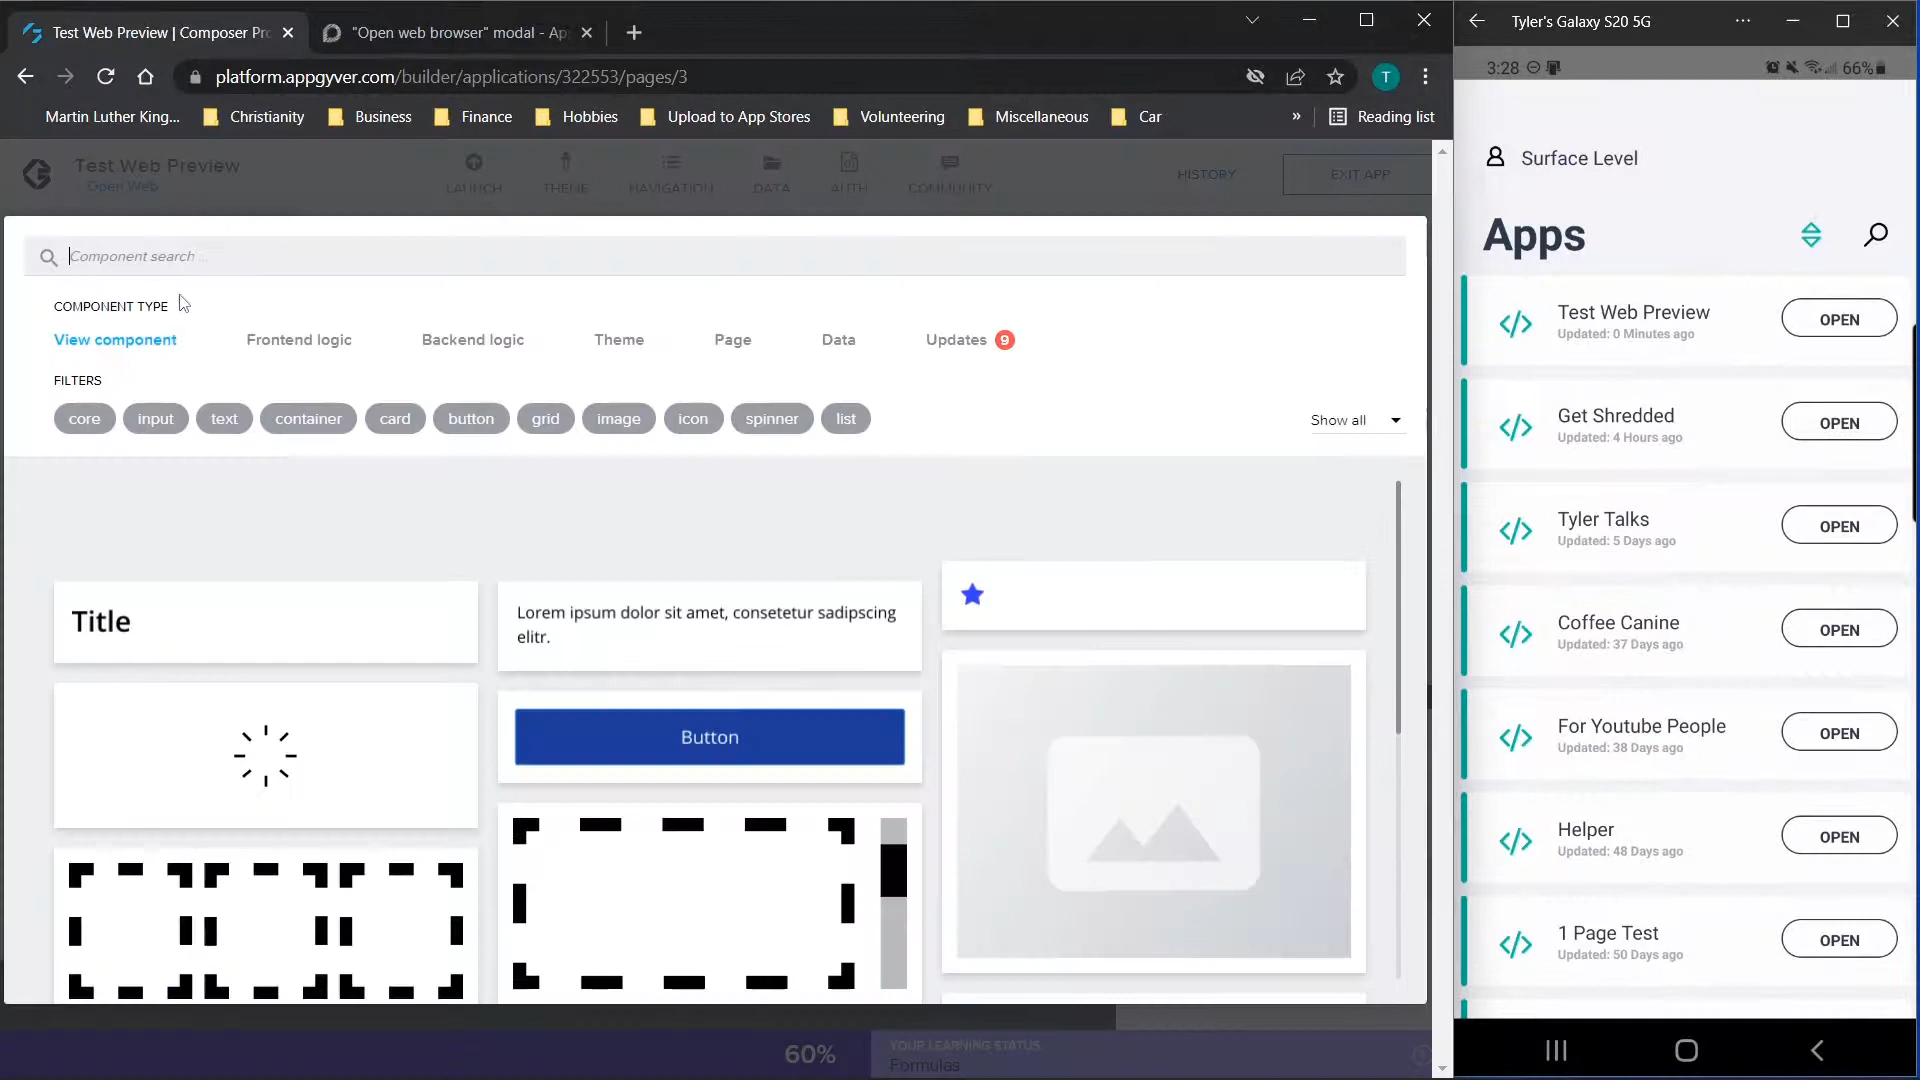 Test Web Preview | Composer Pro
"Open web browser" modal - Ap
platform.appgyver.com/builder/applications/322553/pages/3
T
Martin Luther King...
Christianity
Business
Finance
Hobbies
Upload to App Stores
Volunteering
Miscellaneous
Car
»
Reading list
Test Web Preview
Open Web
LAUNCH
THEME
NAVIGATION
DATA
AUTH
COMMUNITY
HISTORY
EXIT APP
Component search ...
COMPONENT TYPE
View component
Frontend logic
Backend logic
Theme
Page
Data
Updates 9
FILTERS
core
input
text
container
card
button
grid
image
icon
spinner
list
Show all
Title
Lorem ipsum dolor sit amet, consetetur sadipscing
elitr.
Button
60%
YOUR LEARNING STATUS
Formulas
Tyler's Galaxy S20 5G
3:28
66%
Surface Level
Apps
Test Web Preview
Updated: 0 Minutes ago
OPEN
Get Shredded
Updated: 4 Hours ago
OPEN
Tyler Talks
Updated: 5 Days ago
OPEN
Coffee Canine
Updated: 37 Days ago
OPEN
For Youtube People
Updated: 38 Days ago
OPEN
Helper
Updated: 48 Days ago
OPEN
1 Page Test
Updated: 50 Days ago
OPEN